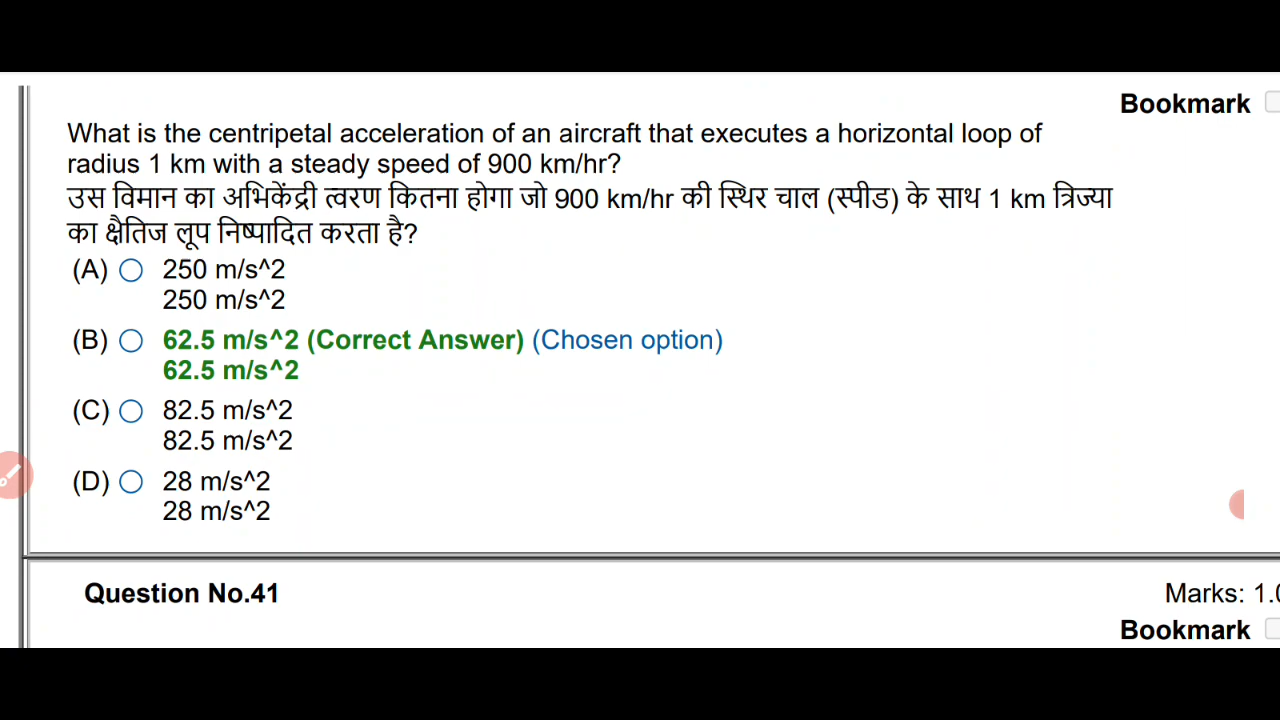 Bookmark
What is the centripetal acceleration of an aircraft that executes a horizontal loop of
radius 1 km with a steady speed of 900 km/hr?
उस विमान का अभिकेंद्री त्वरण कितना होगा जो 900 km/hr की स्थिर चाल (स्पीड) के साथ 1 km त्रिज्या
का क्षैतिज लूप निष्पादित करता है?
(A) 250 m/s^2
250 m/s^2
(B) 62.5 m/s^2 (Correct Answer) (Chosen option)
62.5 m/s^2
(C) 82.5 m/s^2
82.5 m/s^2
(D) 28 m/s^2
28 m/s^2
Question No.41 Marks: 1.
Bookmark